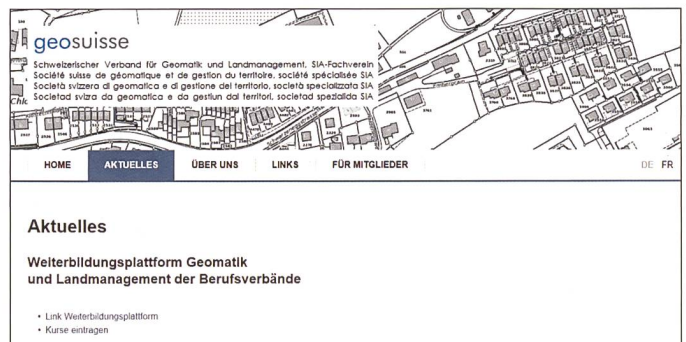 geosuisse
Schweizerischer Verband für Geomatik und Landmanagement, SIA-Fachverein
Société suisse de géomatique et de gestion du territoire, société spécialisée SIA
Società svizzera di geomatica e di gestione del territorio, società specializzata SIA
Societad svizra da geomatica e da gestiun dal territori, societad spezialida SIA
HOME AKTUELLES ÜBER UNS LINKS FÜR MITGLIEDER DE FR
Aktuelles
Weiterbildungsplattform Geomatik
und Landmanagement der Berufsverbände
• Link Weiterbildungsplattform
• Kurse eintragen